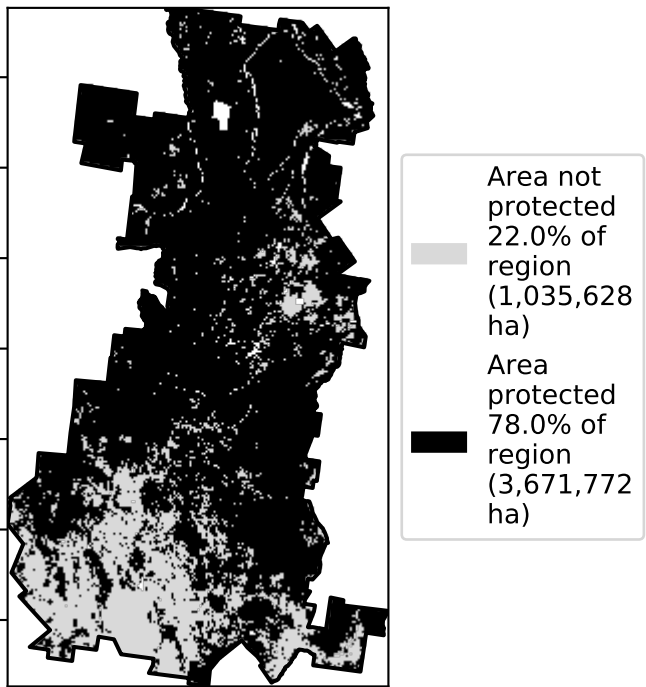 Area not
protected
22.0% of
region
(1,035,628
ha)
Area
protected
78.0% of
region
(3,671,772
ha)